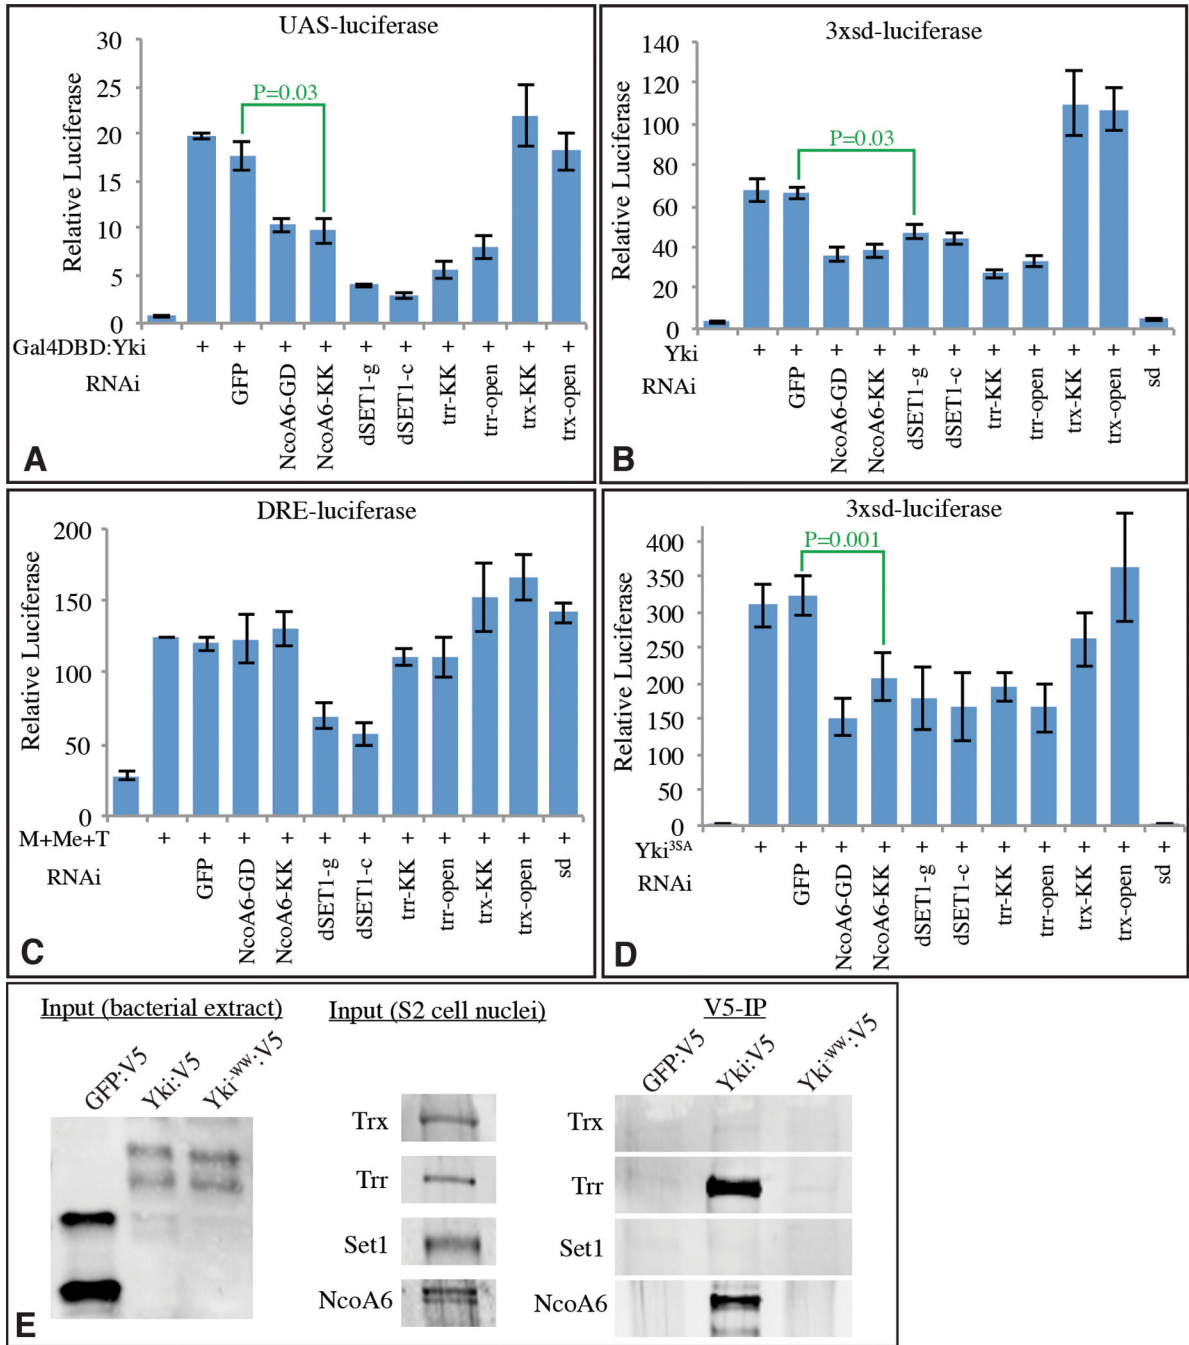 UAS-luciferase
30
25
20
15
10
5
0
Relative Luciferase
P=0.03
Gal4DBD:Yki + + + + + + + + + +
RNAi GFP NcoA6-GD NcoA6-KK dSET1-g dSET1-c trr-KK trr-open trx-KK trx-open
A
3xsd-luciferase
140
120
100
80
60
40
20
0
Relative Luciferase
P=0.03
Yki + + + + + + + + + + +
RNAi GFP NcoA6-GD NcoA6-KK dSET1-g dSET1-c trr-KK trr-open trx-KK trx-open sd
B
DRE-luciferase
200
150
100
50
0
Relative Luciferase
M+Me+T + + + + + + + + + + +
RNAi GFP NcoA6-GD NcoA6-KK dSET1-g dSET1-c trr-KK trr-open trx-KK trx-open sd
C
3xsd-luciferase
400
350
300
250
200
150
100
50
0
Relative Luciferase
P=0.001
Yki3SA + + + + + + + + + + +
RNAi GFP NcoA6-GD NcoA6-KK dSET1-g dSET1-c trr-KK trr-open trx-KK trx-open sd
D
Input (bacterial extract)
GFP:V5 Yki:V5 Yki-ww:V5
Input (S2 cell nuclei)
Trx
Trr
Set1
NcoA6
V5-IP
GFP:V5 Yki:V5 Yki-ww:V5
Trx
Trr
Set1
NcoA6
E